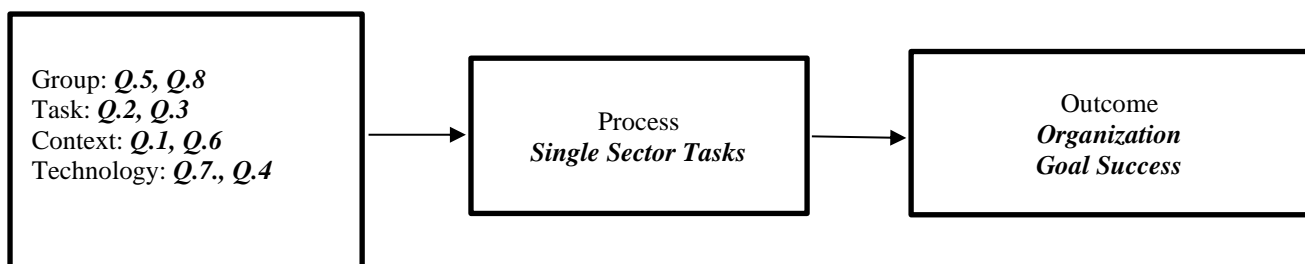 Group: Q.5, Q.8
Task: Q.2, Q.3
Context: Q.1, Q.6
Technology: Q.7., Q.4
Process
Single Sector Tasks
Outcome
Organization
Goal Success